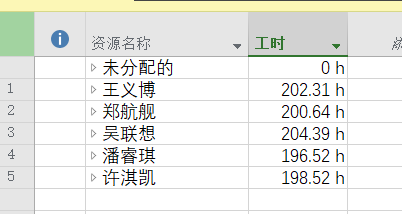 资源名称 工时
未分配的 0 h
1 王义博 202.31 h
2 郑航舰 200.64 h
3 吴联想 204.39 h
4 潘睿琪 196.52 h
5 许淇凯 198.52 h